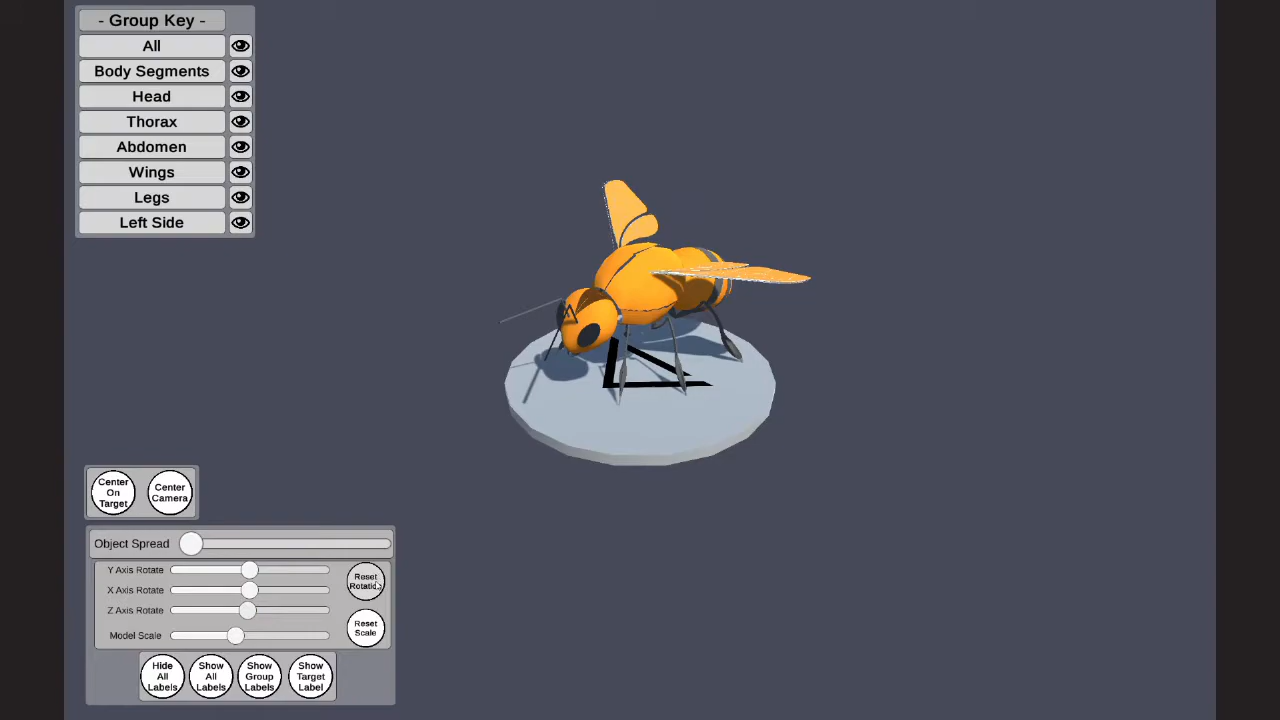 - Group Key -
All
Body Segments
Head
Thorax
Abdomen
Wings
Legs
Left Side
Center
On
Target
Center
Camera
Object Spread
Y Axis Rotate
X Axis Rotate
Z Axis Rotate
Model Scale
Reset
Rotation
Reset
Scale
Hide
All
Labels
Show
All
Labels
Show
Group
Labels
Show
Target
Label